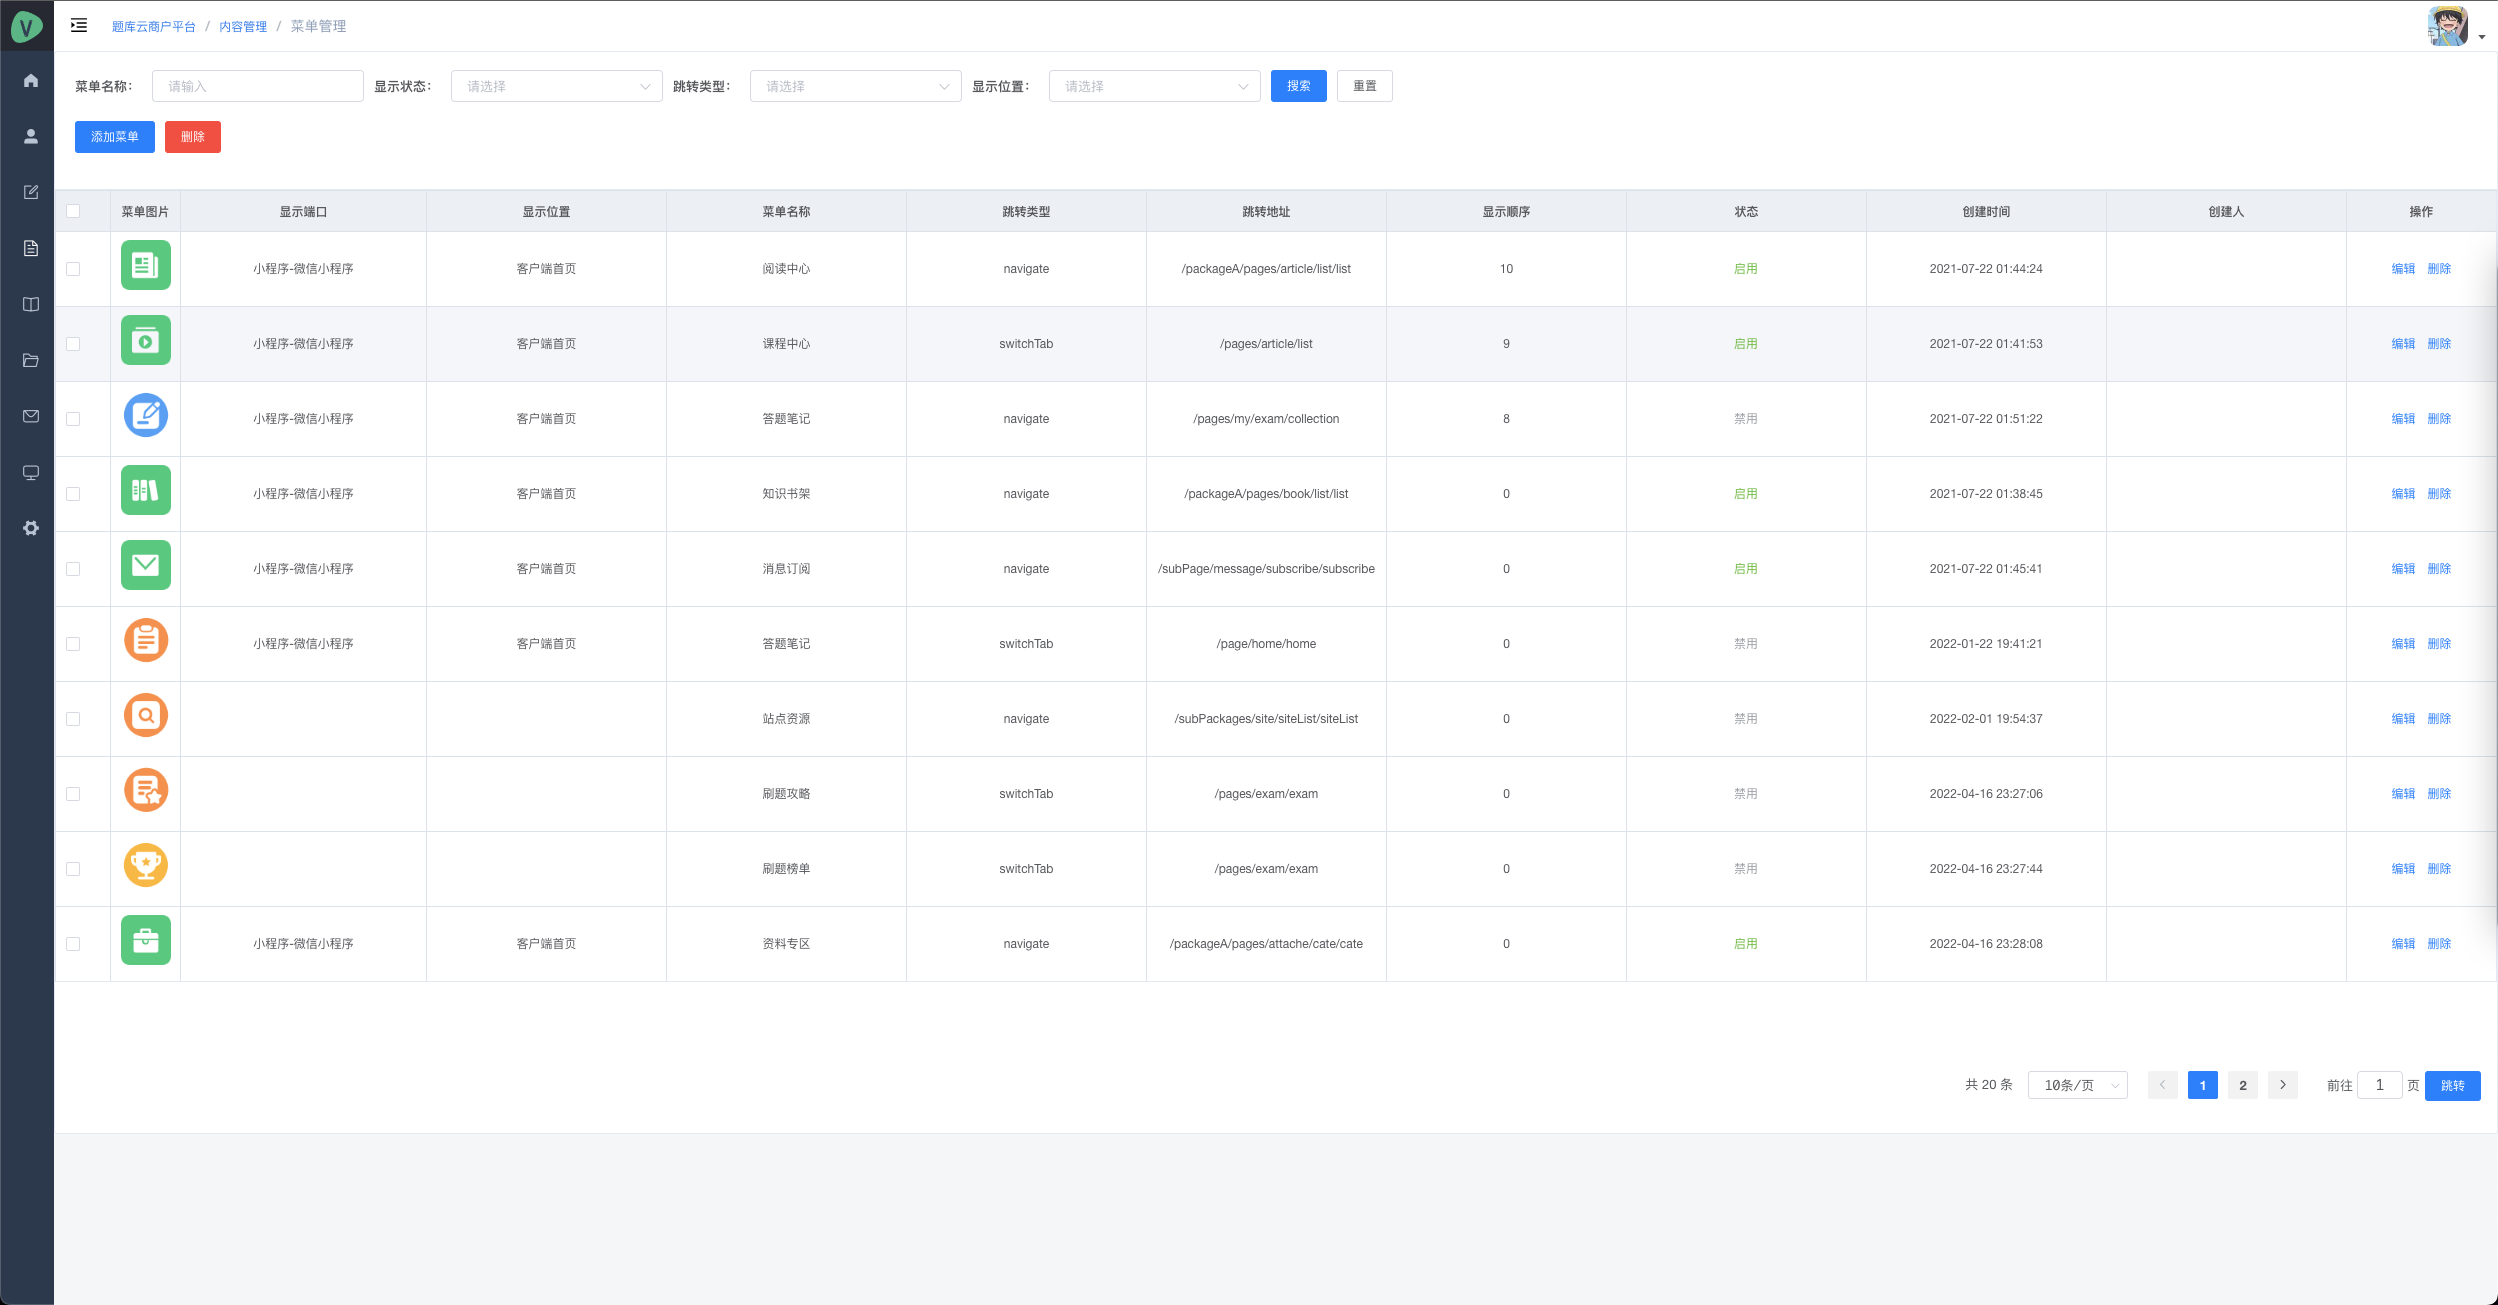 V
题库云商户平台 / 内容管理 / 菜单管理
菜单名称： 请输入 显示状态： 请选择 跳转类型： 请选择 显示位置： 请选择 搜索 重置
添加菜单 删除
菜单图片 显示端口 显示位置 菜单名称 跳转类型 跳转地址 显示顺序 状态 创建时间 创建人 操作
小程序-微信小程序 客户端首页 阅读中心 navigate /packageA/pages/article/list/list 10 启用 2021-07-22 01:44:24 编辑 删除
小程序-微信小程序 客户端首页 课程中心 switchTab /pages/article/list 9 启用 2021-07-22 01:41:53 编辑 删除
小程序-微信小程序 客户端首页 答题笔记 navigate /pages/my/exam/collection 8 禁用 2021-07-22 01:51:22 编辑 删除
小程序-微信小程序 客户端首页 知识书架 navigate /packageA/pages/book/list/list 0 启用 2021-07-22 01:38:45 编辑 删除
小程序-微信小程序 客户端首页 消息订阅 navigate /subPage/message/subscribe/subscribe 0 启用 2021-07-22 01:45:41 编辑 删除
小程序-微信小程序 客户端首页 答题笔记 switchTab /page/home/home 0 禁用 2022-01-22 19:41:21 编辑 删除
站点资源 navigate /subPackages/site/siteList/siteList 0 禁用 2022-02-01 19:54:37 编辑 删除
刷题攻略 switchTab /pages/exam/exam 0 禁用 2022-04-16 23:27:06 编辑 删除
刷题榜单 switchTab /pages/exam/exam 0 禁用 2022-04-16 23:27:44 编辑 删除
小程序-微信小程序 客户端首页 资料专区 navigate /packageA/pages/attache/cate/cate 0 启用 2022-04-16 23:28:08 编辑 删除
共 20 条 10条/页 1 2 前往 1 页 跳转